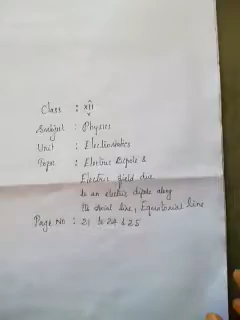 Class : xii
Subject : Physics
Unit : Electrostatics
Topic : Electric Dipole &
Electric field due
to an electric dipole along
its axial line, Equatorial line
Page No : 21 to 24 & 25